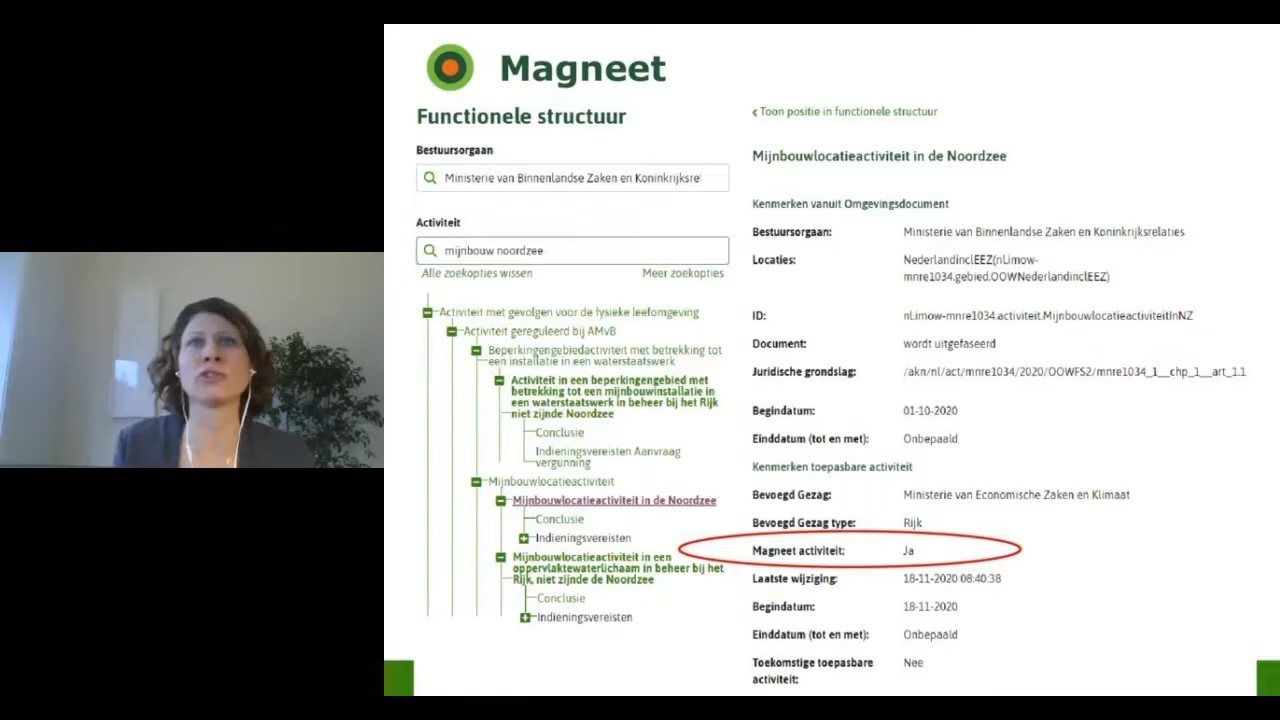 Magneet
Functionele structuur
Bestuursorgaan
Ministerie van Binnenlandse Zaken en Koninkrijksrel
Activiteit
mijnbouw noordzee
Alle zoekopties wissen
Meer zoekopties
Activiteit met gevolgen voor de fysieke leefomgeving
Activiteit gereguleerd bij AMvB
Beperkingengebiedactiviteit met betrekking tot
een installatie in een waterstaatswerk
Activiteit in een beperkingengebied met
betrekking tot een mijnbouwinstallatie in
een waterstaatswerk in beheer bij het Rijk
niet zijnde Noordzee
Conclusie
Indieningsvereisten Aanvraag
vergunning
Mijnbouwlocatieactiviteit
Mijnbouwlocatieactiviteit in de Noordzee
Conclusie
Indieningsvereisten
Mijnbouwlocatieactiviteit in een
oppervlaktewaterlichaam in beheer bij het
Rijk, niet zijnde de Noordzee
Conclusie
Indieningsvereisten
Toon positie in functionele structuur
Mijnbouwlocatieactiviteit in de Noordzee
Kenmerken vanuit Omgevingsdocument
Bestuursorgaan: Ministerie van Binnenlandse Zaken en Koninkrijksrelaties
Locaties: NederlandinclEEZ(nl.imow-
mnre1034.gebied.OOWNederlandinclEEZ)
ID: nl.imow-mnre1034.activiteit.MijnbouwlocatieactiviteitInNZ
Document: wordt uitgefaseerd
Juridische grondslag: /akn/nl/act/mnre1034/2020/OOWFS2/mnre1034_1__chp_1__art_1.1
Begindatum: 01-10-2020
Einddatum (tot en met): Onbepaald
Kenmerken toepasbare activiteit
Bevoegd Gezag: Ministerie van Economische Zaken en Klimaat
Bevoegd Gezag type: Rijk
Magneet activiteit: Ja
Laatste wijziging: 18-11-2020 08:40:38
Begindatum: 18-11-2020
Einddatum (tot en met): Onbepaald
Toekomstige toepasbare Nee
activiteit: